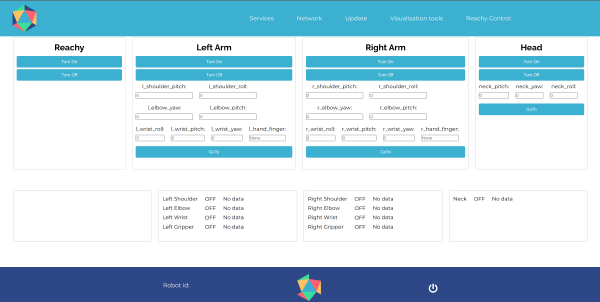 Services Network Update Visualisation tools Reachy Control
Reachy
Turn On
Turn Off
Left Arm
Turn On
Turn Off
l_shoulder_pitch: l_shoulder_roll:
0 0
l.elbow_yaw: l_elbow_pitch:
0 0
l_wrist_roll: l_wrist_pitch: l_wrist_yaw: l_hand_finger:
0 0 0 None
GoTo
Right Arm
Turn On
Turn Off
r_shoulder_pitch: r_shoulder_roll:
0 0
r_elbow_yaw: r_elbow_pitch:
0 0
r_wrist_roll: r_wrist_pitch: r_wrist_yaw: r_hand_finger:
0 0 0 None
GoTo
Head
Turn On
Turn Off
neck_pitch: neck_yaw: neck_roll:
0 0 0
GoTo
Left Shoulder OFF No data
Left Elbow OFF No data
Left Wrist OFF No data
Left Gripper OFF No data
Right Shoulder OFF No data
Right Elbow OFF No data
Right Wrist OFF No data
Right Gripper OFF No data
Neck OFF No data
Robot id: